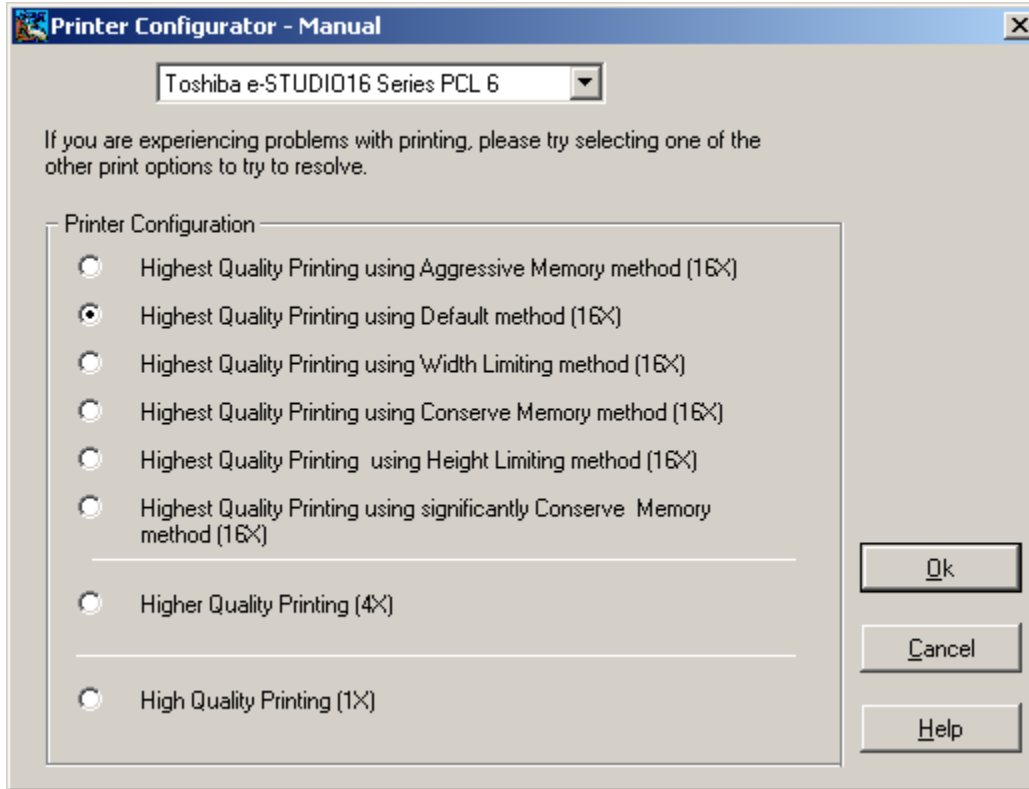 Printer Configurator - Manual
Toshiba e-STUDIO16 Series PCL 6
If you are experiencing problems with printing, please try selecting one of the
other print options to try to resolve.
Printer Configuration
Highest Quality Printing using Aggressive Memory method (16X)
Highest Quality Printing using Default method (16X)
Highest Quality Printing using Width Limiting method (16X)
Highest Quality Printing using Conserve Memory method (16X)
Highest Quality Printing  using Height Limiting method (16X)
Highest Quality Printing using significantly Conserve  Memory
method (16X)
Higher Quality Printing (4X)
High Quality Printing (1X)
Ok
Cancel
Help